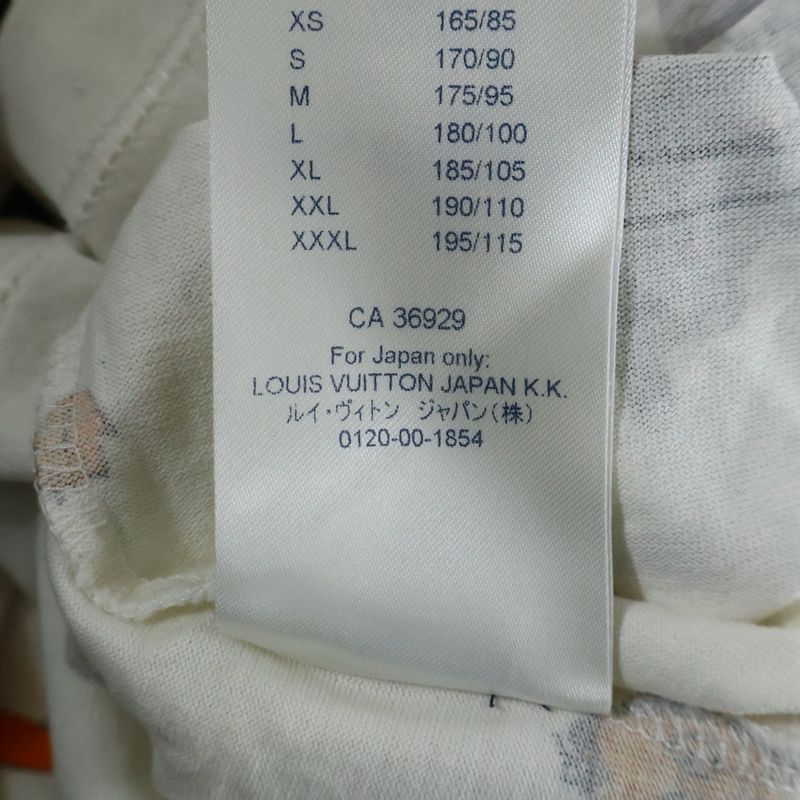 XS 165/85
S 170/90
M 175/95
L 180/100
XL 185/105
XXL 190/110
XXXL 195/115
CA 36929
For Japan only:
LOUIS VUITTON JAPAN K.K.
ルイ・ヴィトン ジャパン(株)
0120-00-1854